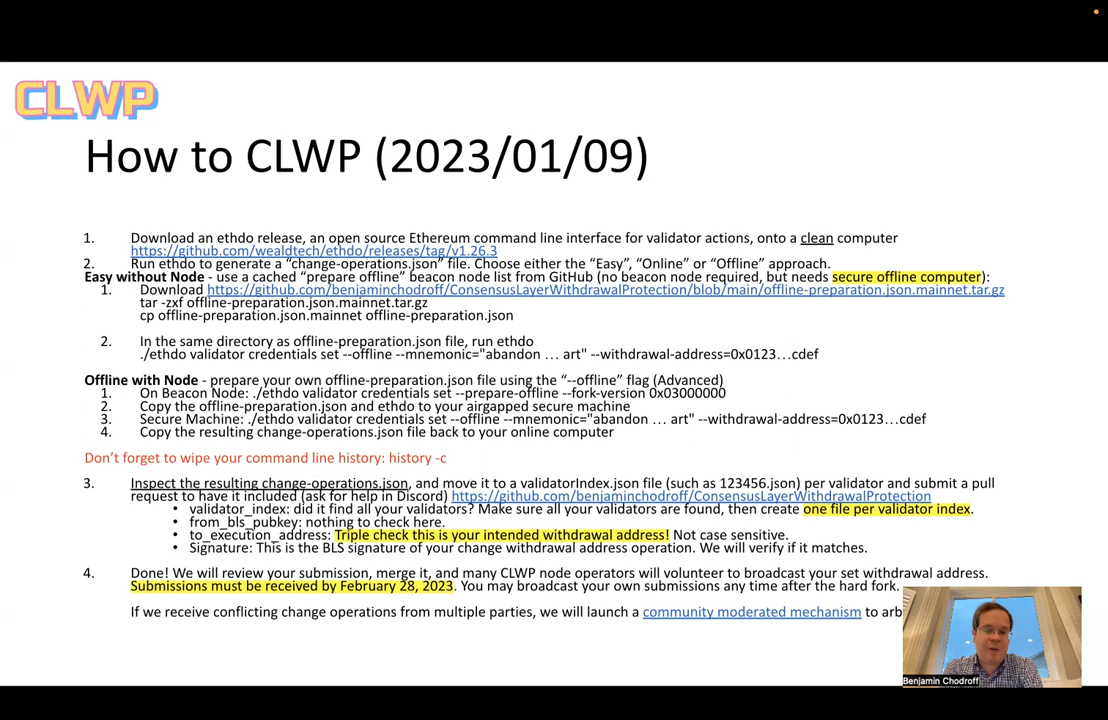 CLWP
How to CLWP (2023/01/09)
1. Download an ethdo release, an open source Ethereum command line interface for validator actions, onto a clean computer
https://github.com/wealdtech/ethdo/releases/tag/v1.26.3
2. Run ethdo to generate a “change-operations.json” file. Choose either the “Easy”, “Online” or “Offline” approach.
Easy without Node - use a cached “prepare offline” beacon node list from GitHub (no beacon node required, but needs secure offline computer):
1. Download https://github.com/benjaminchodroff/ConsensusLayerWithdrawalProtection/blob/main/offline-preparation.json.mainnet.tar.gz
tar -zxf offline-preparation.json.mainnet.tar.gz
cp offline-preparation.json.mainnet offline-preparation.json
2. In the same directory as offline-preparation.json file, run ethdo
./ethdo validator credentials set --offline --mnemonic="abandon … art" --withdrawal-address=0x0123…cdef
Offline with Node - prepare your own offline-preparation.json file using the “--offline” flag (Advanced)
1. On Beacon Node: ./ethdo validator credentials set --prepare-offline --fork-version 0x03000000
2. Copy the offline-preparation.json and ethdo to your airgapped secure machine
3. Secure Machine: ./ethdo validator credentials set --offline --mnemonic="abandon … art" --withdrawal-address=0x0123…cdef
4. Copy the resulting change-operations.json file back to your online computer
Don’t forget to wipe your command line history: history -c
3. Inspect the resulting change-operations.json, and move it to a validatorIndex.json file (such as 123456.json) per validator and submit a pull
request to have it included (ask for help in Discord) https://github.com/benjaminchodroff/ConsensusLayerWithdrawalProtection
• validator_index: did it find all your validators? Make sure all your validators are found, then create one file per validator index.
• from_bls_pubkey: nothing to check here.
• to_execution_address: Triple check this is your intended withdrawal address! Not case sensitive.
• Signature: This is the BLS signature of your change withdrawal address operation. We will verify if it matches.
4. Done! We will review your submission, merge it, and many CLWP node operators will volunteer to broadcast your set withdrawal address.
Submissions must be received by February 28, 2023. You may broadcast your own submissions any time after the hard fork.
If we receive conflicting change operations from multiple parties, we will launch a community moderated mechanism to arb
Benjamin Chodroff